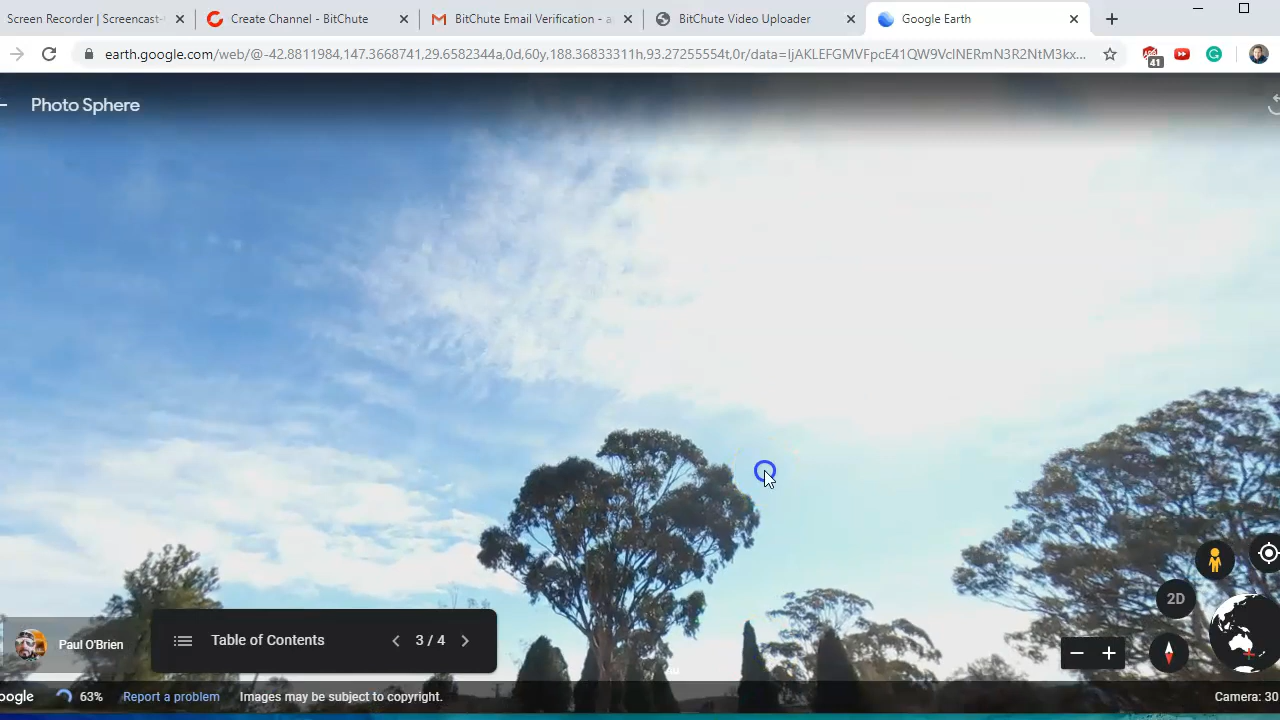 Screen Recorder | Screencast-
Create Channel - BitChute
BitChute Email Verification - a
BitChute Video Uploader
Google Earth
earth.google.com/web/@-42.8811984,147.3668741,29.6782344a,0d,60y,188.36833311h,93.27255554t,0r/data=IjAKLEFGMVFpcE41QW9VclNERmN3R2NtM3kx...
41
Photo Sphere
2D
Table of Contents
3 / 4
Paul O'Brien
oogle
63%
Report a problem
Images may be subject to copyright.
Camera: 30